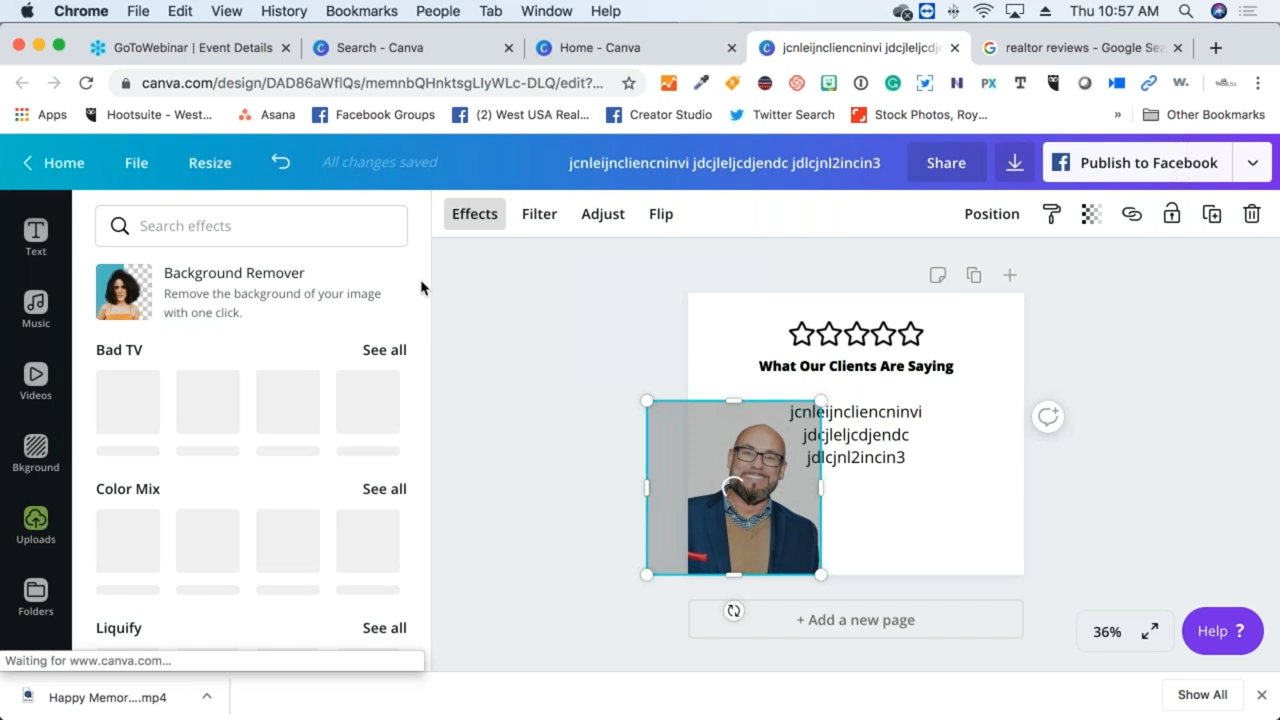 Chrome File Edit View History Bookmarks People Tab Window Help Thu 10:57 AM
GoToWebinar | Event Details Search - Canva Home - Canva jcnleijncliencninvi jdcjleljcdj realtor reviews - Google Sea
canva.com/design/DAD86aWflQs/memnbQHnktsgLIyWLc-DLQ/edit?... N PX T W.
Apps Hootsuite - West... Asana Facebook Groups (2) West USA Real... Creator Studio Twitter Search Stock Photos, Roy... » Other Bookmarks
Home File Resize All changes saved jcnleijncliencninvi jdcjleljcdjendc jdlcjnl2incin3 Share Publish to Facebook
Effects Filter Adjust Flip Position
Search effects
Background Remover
Remove the background of your image
with one click.
Text
Music
Videos
Bkground
Uploads
Folders
Bad TV See all
Color Mix See all
Liquify See all
What Our Clients Are Saying
jcnleijncliencninvi
jdcjleljcdjendc
jdlcjnl2incin3
+ Add a new page
36%
Help ?
Waiting for www.canva.com...
Happy Memor....mp4
Show All